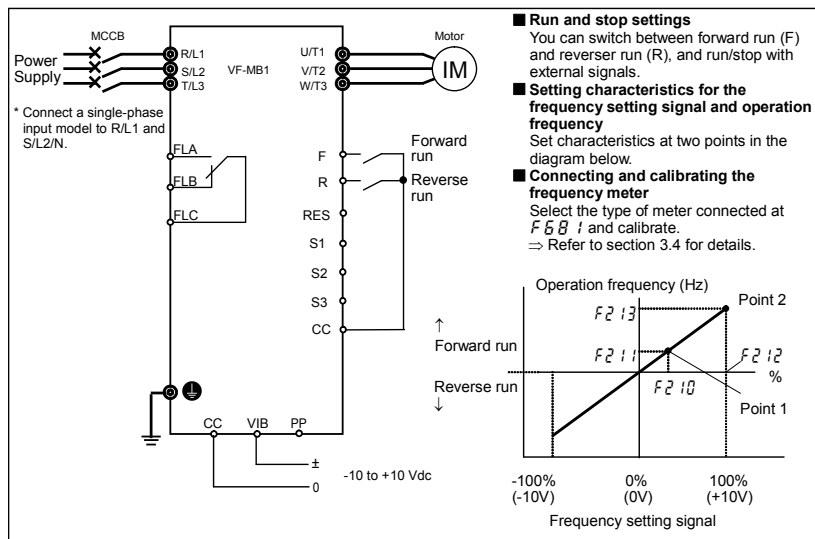 MCCB
Power
Supply
R/L1
S/L2
T/L3
VF-MB1
U/T1
V/T2
W/T3
Motor
IM
* Connect a single-phase
input model to R/L1 and
S/L2/N.
FLA
FLB
FLC
F
R
RES
S1
S2
S3
CC
Forward
run
Reverse
run
CC VIB PP
±
0
-10 to +10 Vdc
■ Run and stop settings
You can switch between forward run (F)
and reverser run (R), and run/stop with
external signals.
■ Setting characteristics for the
frequency setting signal and operation
frequency
Set characteristics at two points in the
diagram below.
■ Connecting and calibrating the
frequency meter
Select the type of meter connected at
F681 and calibrate.
⇒ Refer to section 3.4 for details.
Operation frequency (Hz)
Point 2
F213
↑
Forward run
F211
F212
%
Reverse run
↓
F210
Point 1
-100% 0% 100%
(-10V) (0V) (+10V)
Frequency setting signal